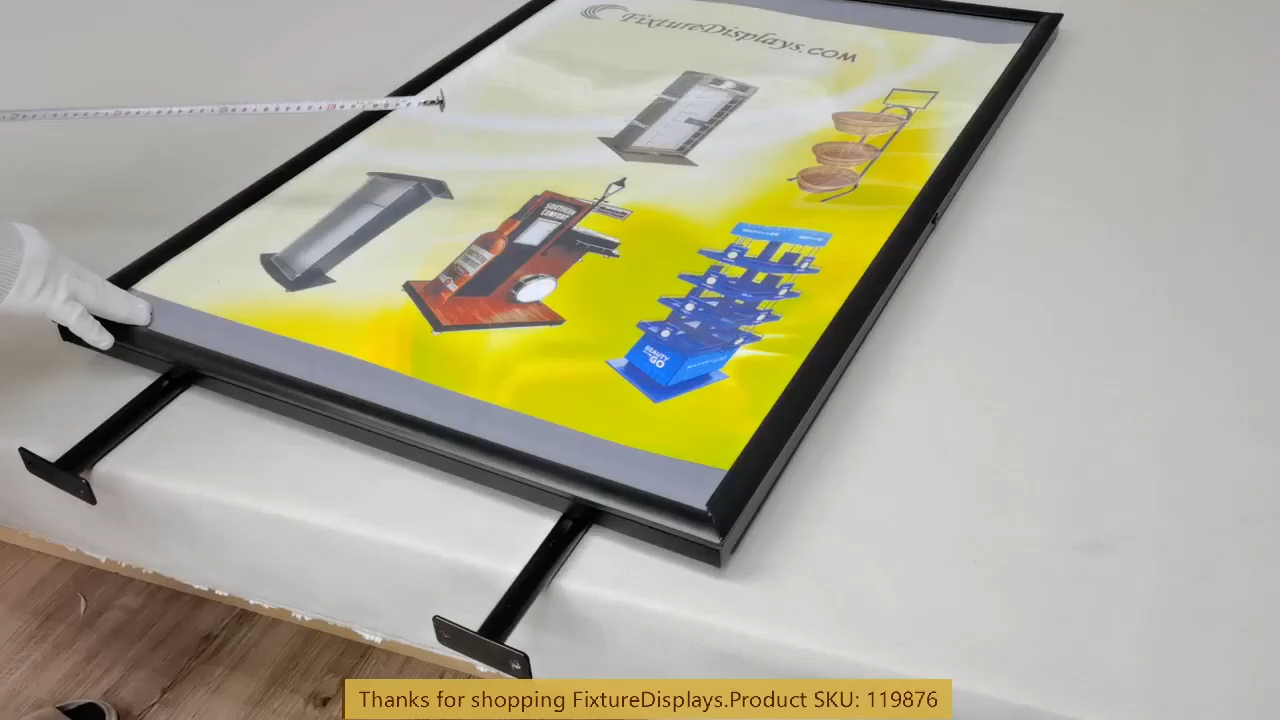 FixtureDisplays.COM
SOUTHERN
COMFORT
BEAUTY
GO
Thanks for shopping FixtureDisplays.Product SKU: 119876